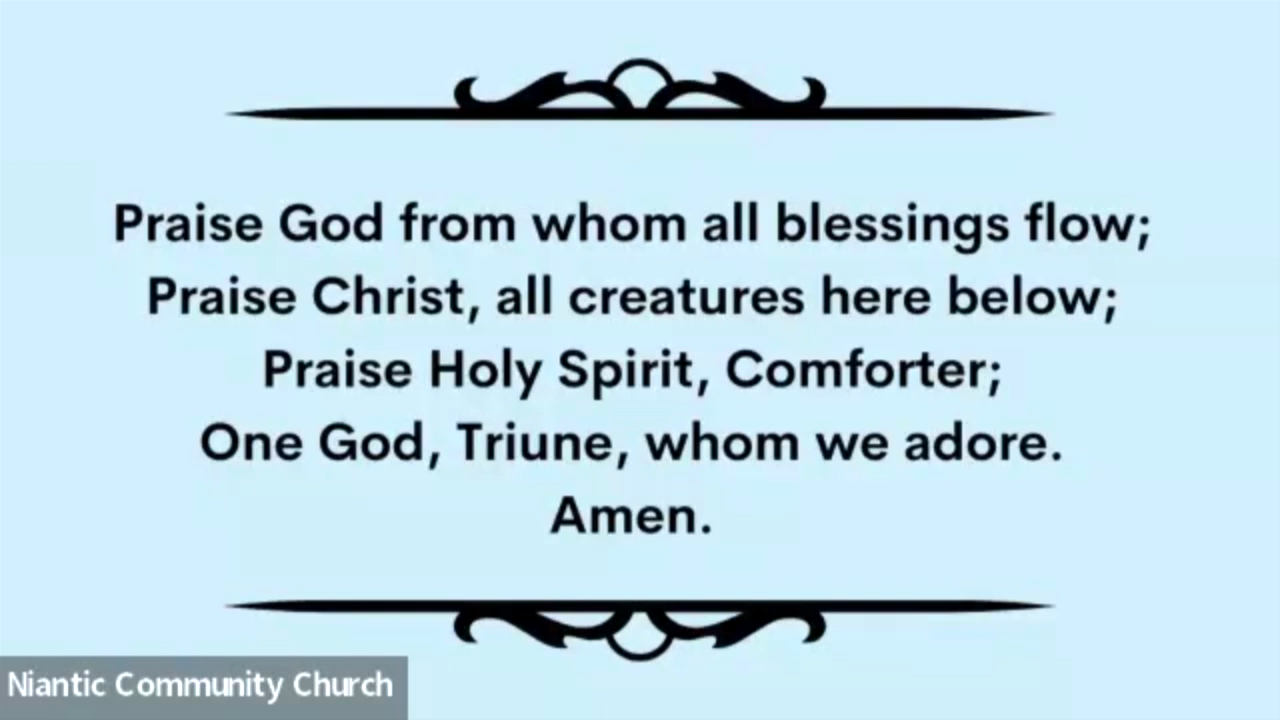 Praise God from whom all blessings flow;
Praise Christ, all creatures here below;
Praise Holy Spirit, Comforter;
One God, Triune, whom we adore.
Amen.
Niantic Community Church